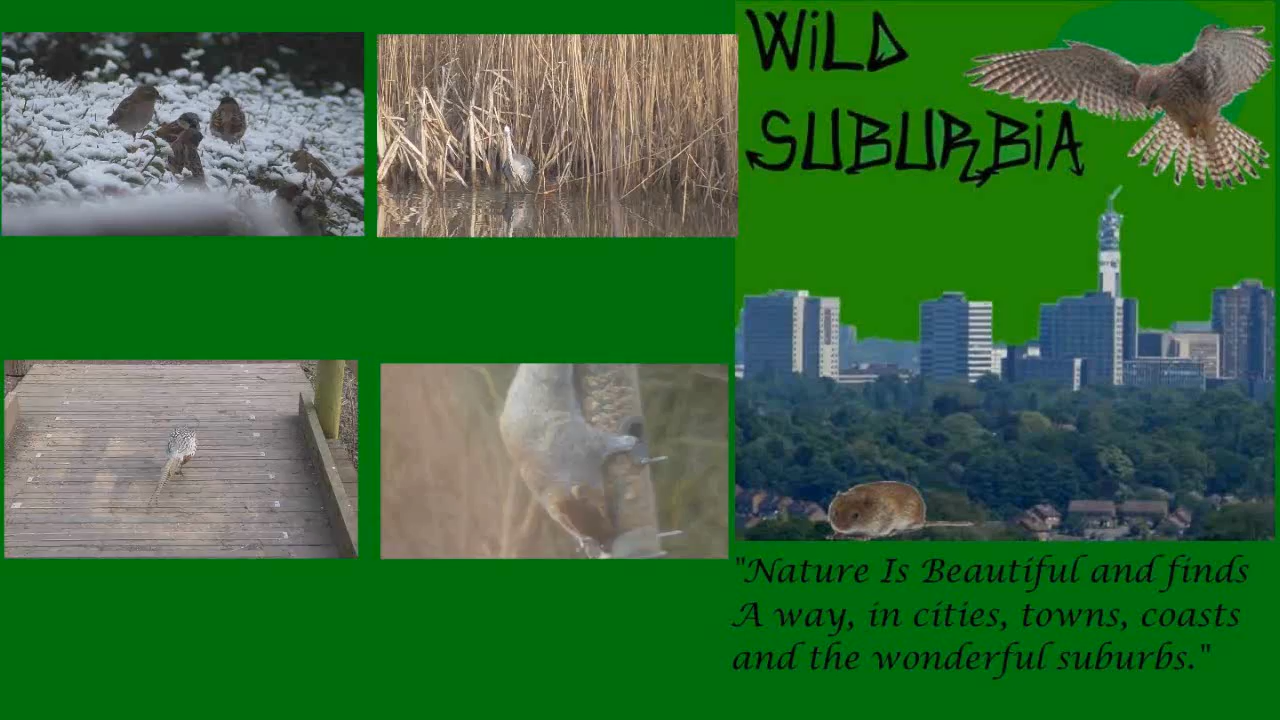 WiLD
SUBURBiA
"Nature Is Beautiful and finds
A way, in cities, towns, coasts
and the wonderful suburbs."